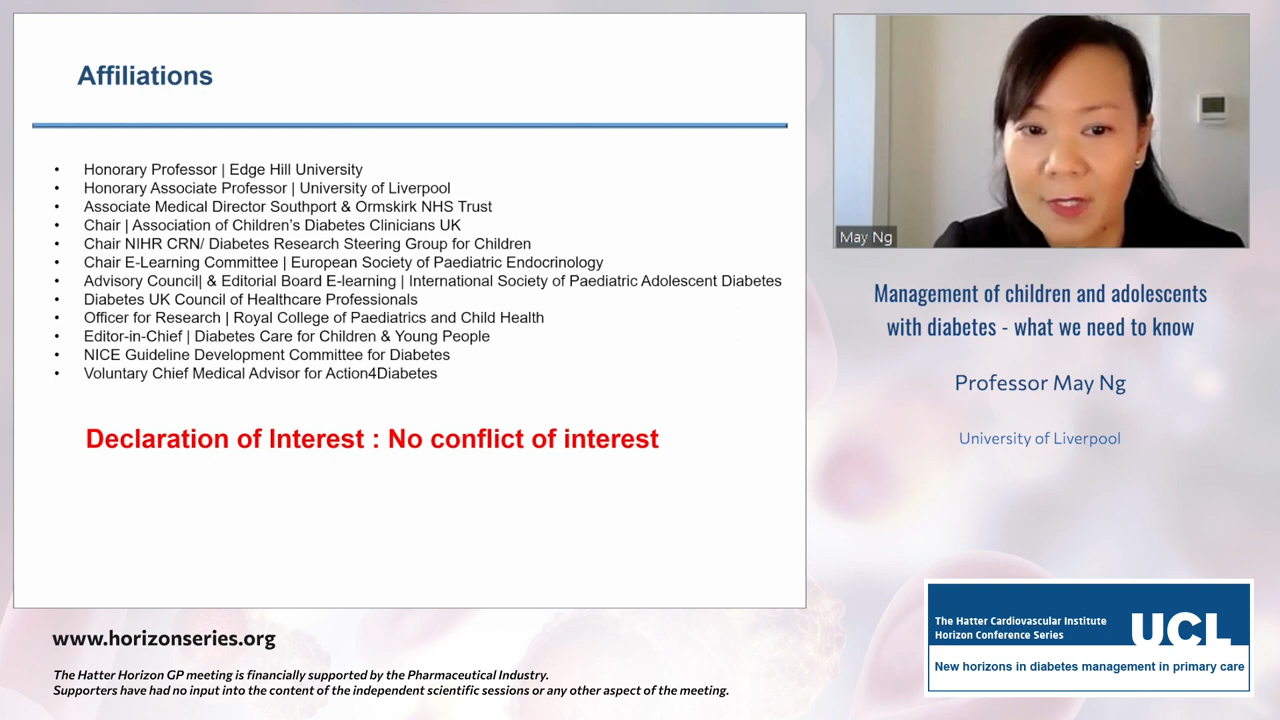 Affiliations
• Honorary Professor | Edge Hill University
• Honorary Associate Professor | University of Liverpool
• Associate Medical Director Southport & Ormskirk NHS Trust
• Chair | Association of Children's Diabetes Clinicians UK
• Chair NIHR CRN/ Diabetes Research Steering Group for Children
• Chair E-Learning Committee | European Society of Paediatric Endocrinology
• Advisory Council| & Editorial Board E-learning | International Society of Paediatric Adolescent Diabetes
• Diabetes UK Council of Healthcare Professionals
• Officer for Research | Royal College of Paediatrics and Child Health
• Editor-in-Chief | Diabetes Care for Children & Young People
• NICE Guideline Development Committee for Diabetes
• Voluntary Chief Medical Advisor for Action4Diabetes
Declaration of Interest : No conflict of interest
May Ng
Management of children and adolescents
with diabetes - what we need to know
Professor May Ng
University of Liverpool
www.horizonseries.org
The Hatter Horizon GP meeting is financially supported by the Pharmaceutical Industry.
Supporters have had no input into the content of the independent scientific sessions or any other aspect of the meeting.
The Hatter Cardiovascular Institute
Horizon Conference Series
UCL
New horizons in diabetes management in primary care